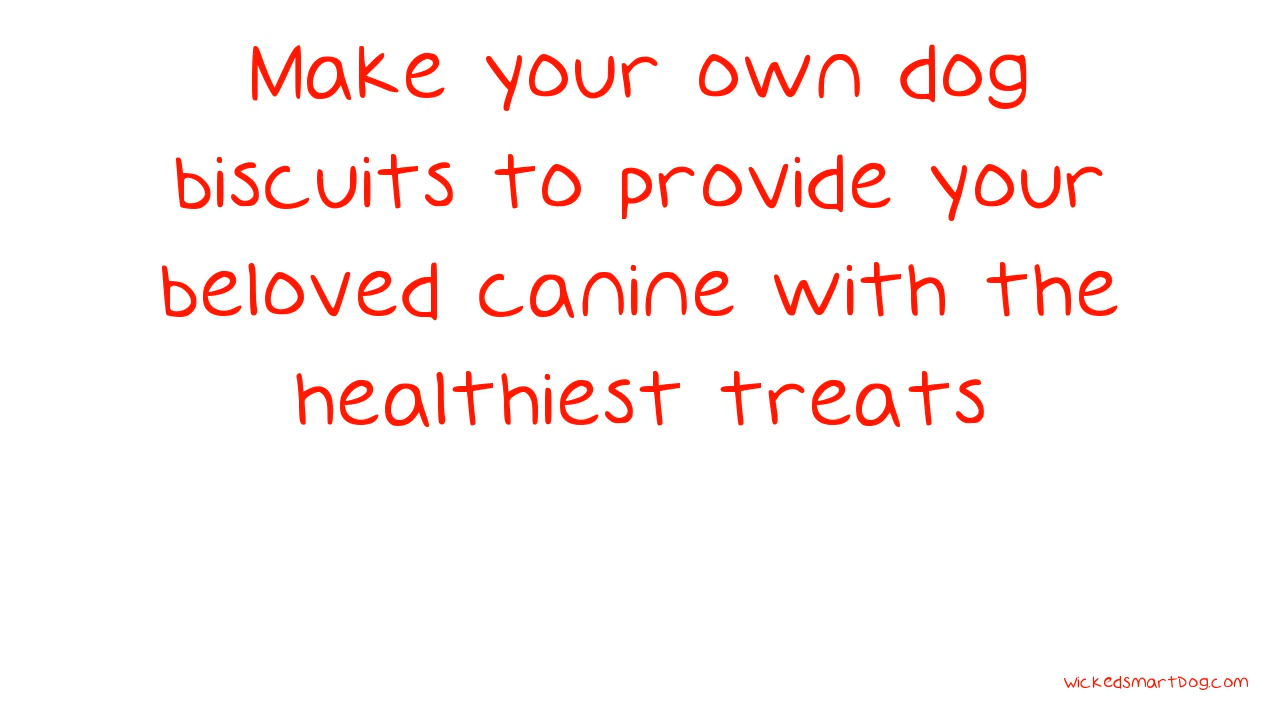 Make your own dog
biscuits to provide your
beloved canine with the
healthiest treats
wickedsmartDog.com